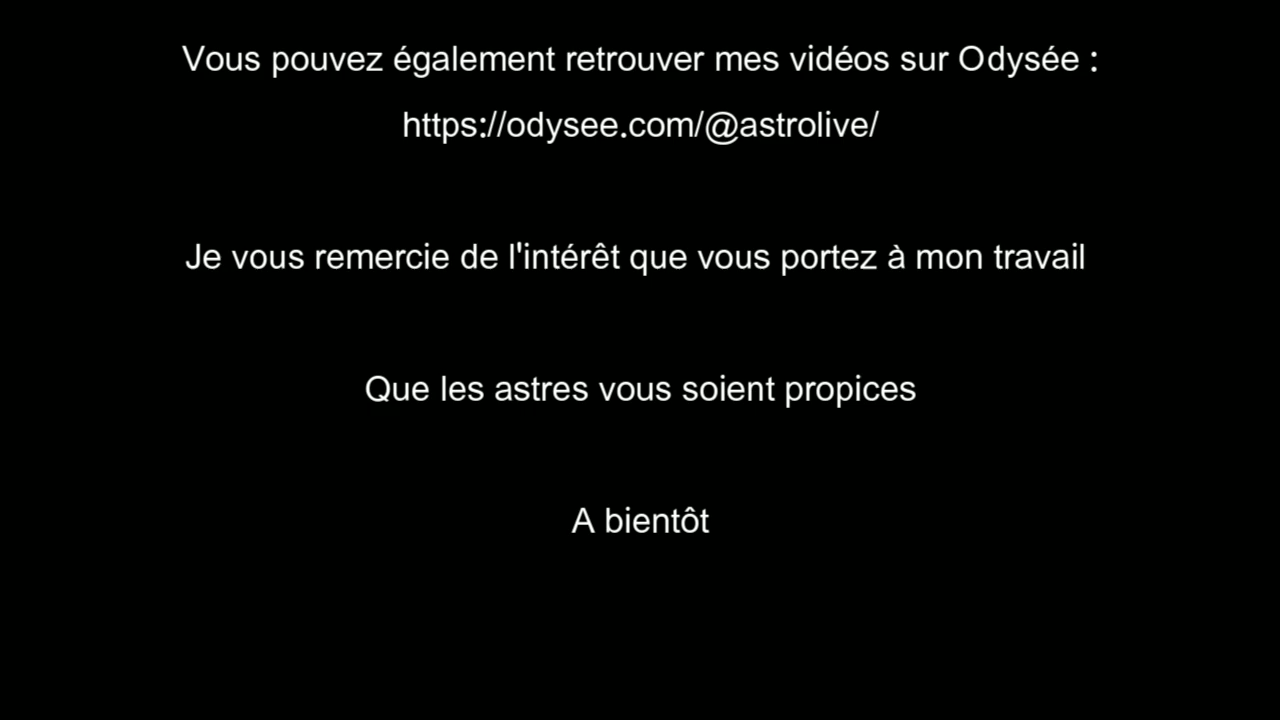 Vous pouvez également retrouver mes vidéos sur Odysée :
https://odysee.com/@astrolive/
Je vous remercie de l'intérêt que vous portez à mon travail
Que les astres vous soient propices
A bientôt